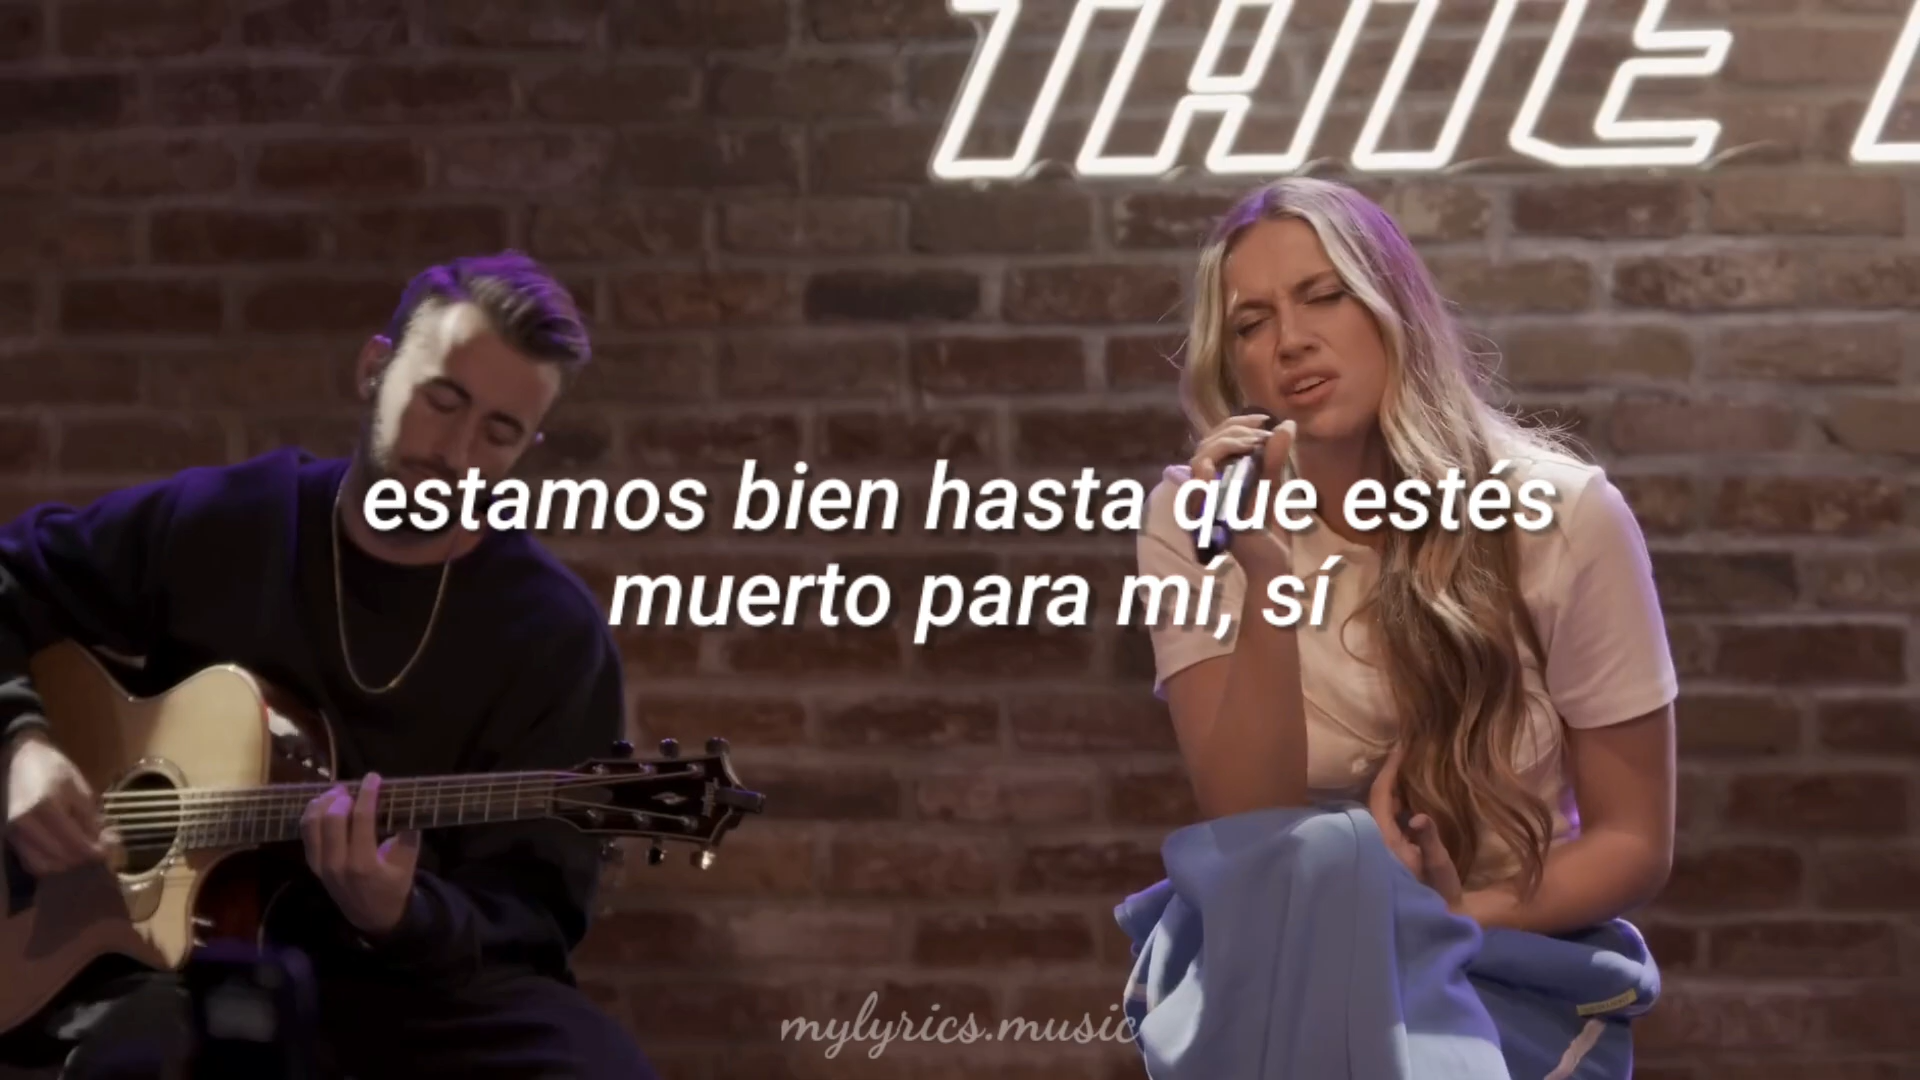 estamos bien hasta que estés
muerto para mí, sí
mylyrics.music